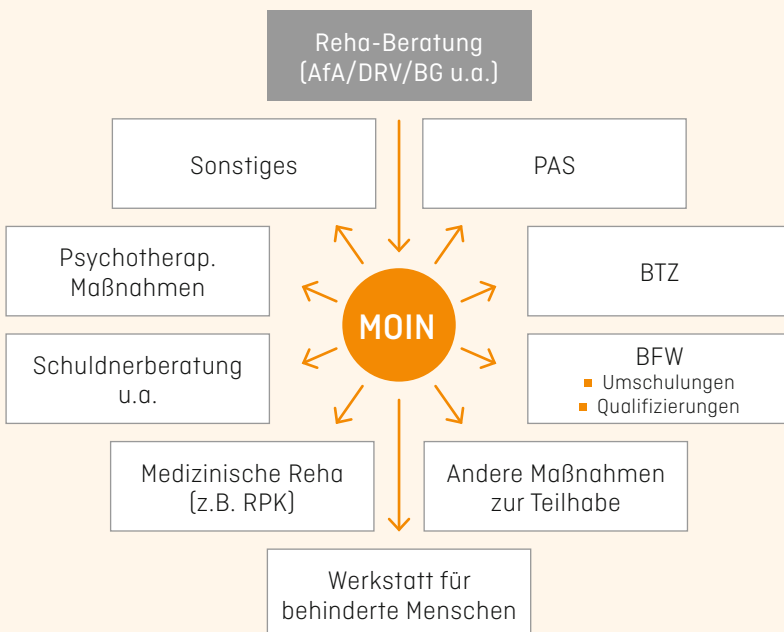 Reha-Beratung
(AfA/DRV/BG u.a.)
Sonstiges
PAS
Psychotherap.
Maßnahmen
BTZ
MOIN
Schuldnerberatung
u.a.
BFW
Umschulungen
Qualifizierungen
Medizinische Reha
(z.B. RPK)
Andere Maßnahmen
zur Teilhabe
Werkstatt für
behinderte Menschen